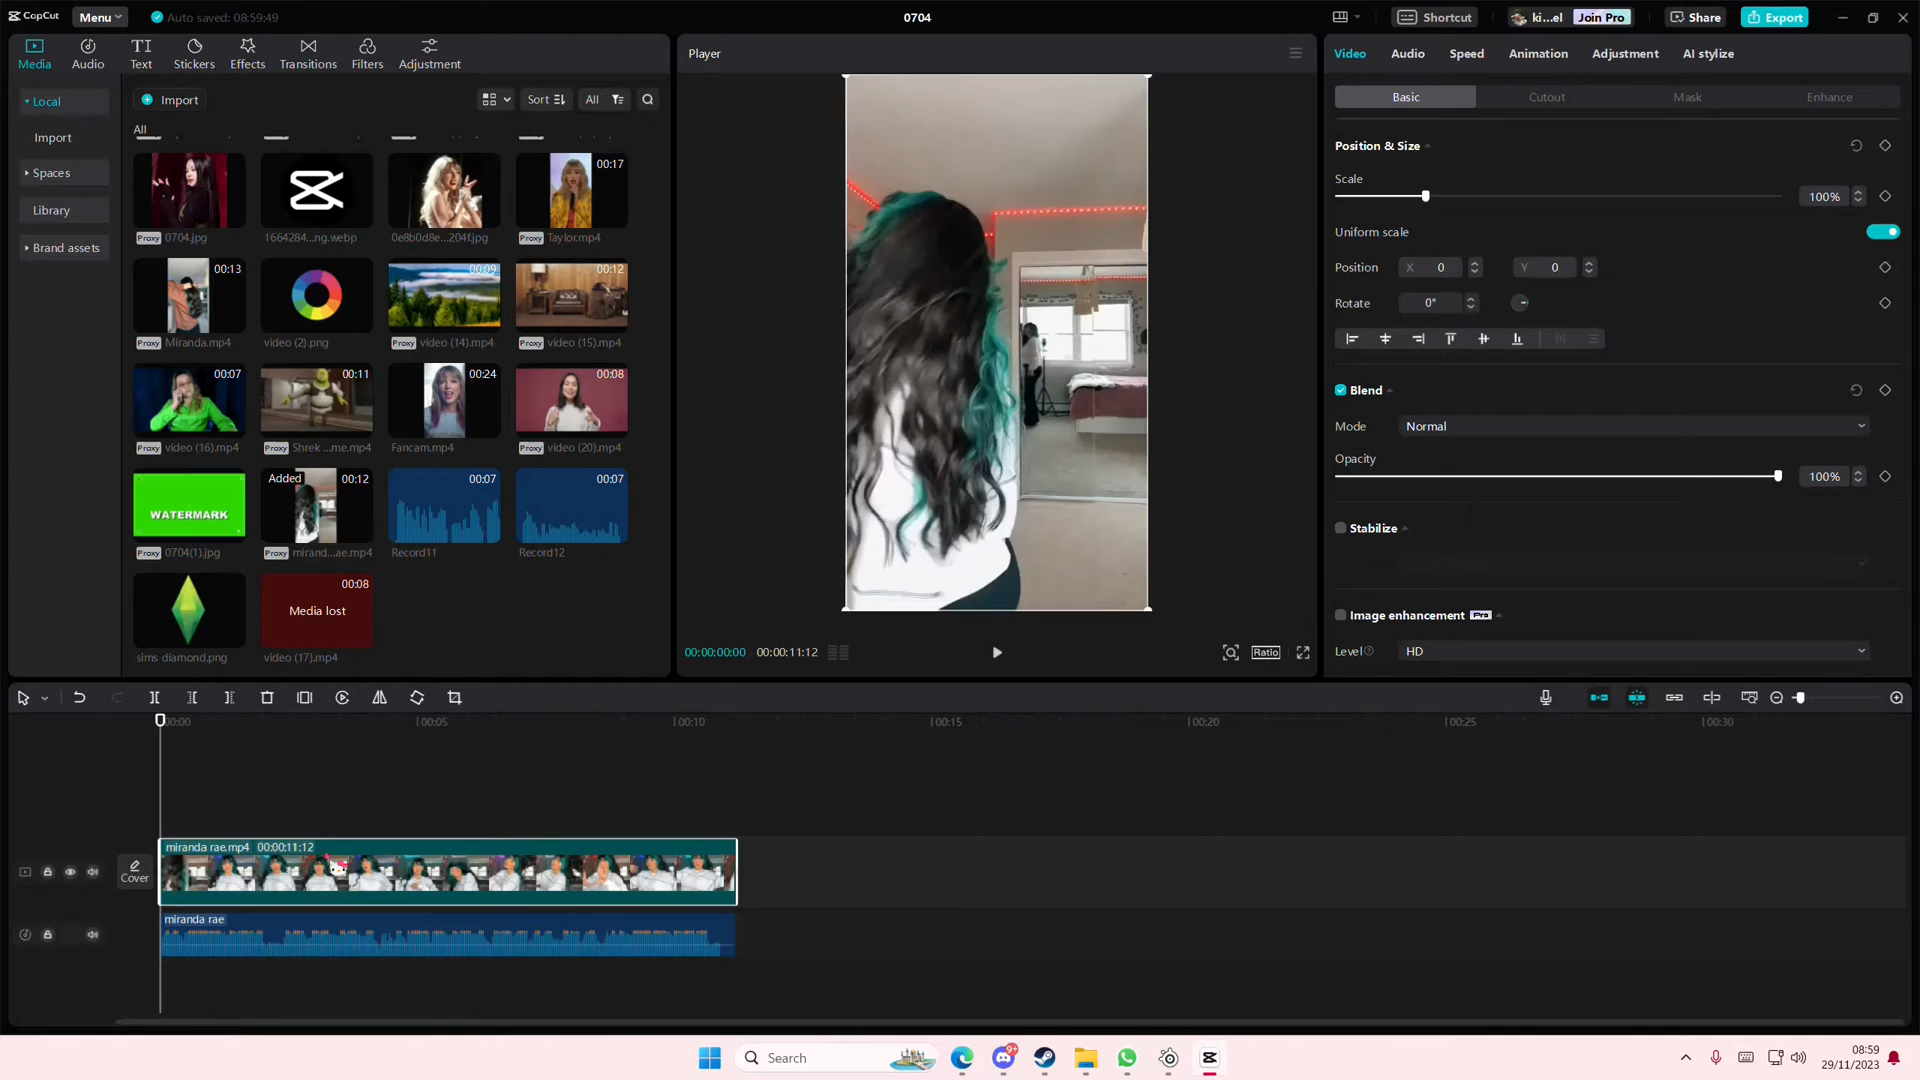 CapCut
Menu
Auto saved: 08:59:49
0704
Shortcut
ki...el
Join Pro
Share
Export
Media
Audio
Text
Stickers
Effects
Transitions
Filters
Adjustment
Player
Video
Audio
Speed
Animation
Adjustment
AI stylize
Local
Import
Spaces
Library
Brand assets
Import
Sort
All
All
Proxy 0704.jpg
1664284...ng.webp
0e8b0d8e...204f.jpg
00:17
Proxy Taylor.mp4
00:13
Proxy Miranda.mp4
video (2).png
00:09
Proxy video (14).mp4
00:12
Proxy video (15).mp4
00:07
Proxy video (16).mp4
00:11
Proxy Shrek ...me.mp4
00:24
Fancam.mp4
00:08
Proxy video (20).mp4
WATERMARK
Proxy 0704(1).jpg
Added 00:12
Proxy mirand...ae.mp4
00:07
Record11
00:07
Record12
sims diamond.png
00:08
Media lost
video (17).mp4
00:00:00:00 00:00:11:12
Ratio
Basic
Cutout
Mask
Enhance
Position & Size
Scale
100%
Uniform scale
Position X 0 Y 0
Rotate 0°
Blend
Mode Normal
Opacity
100%
Stabilize
Image enhancement Pro
Level HD
00:00
00:05
00:10
00:15
00:20
00:25
00:30
Cover
miranda rae.mp4 00:00:11:12
miranda rae
Search
9+
08:59
29/11/2023